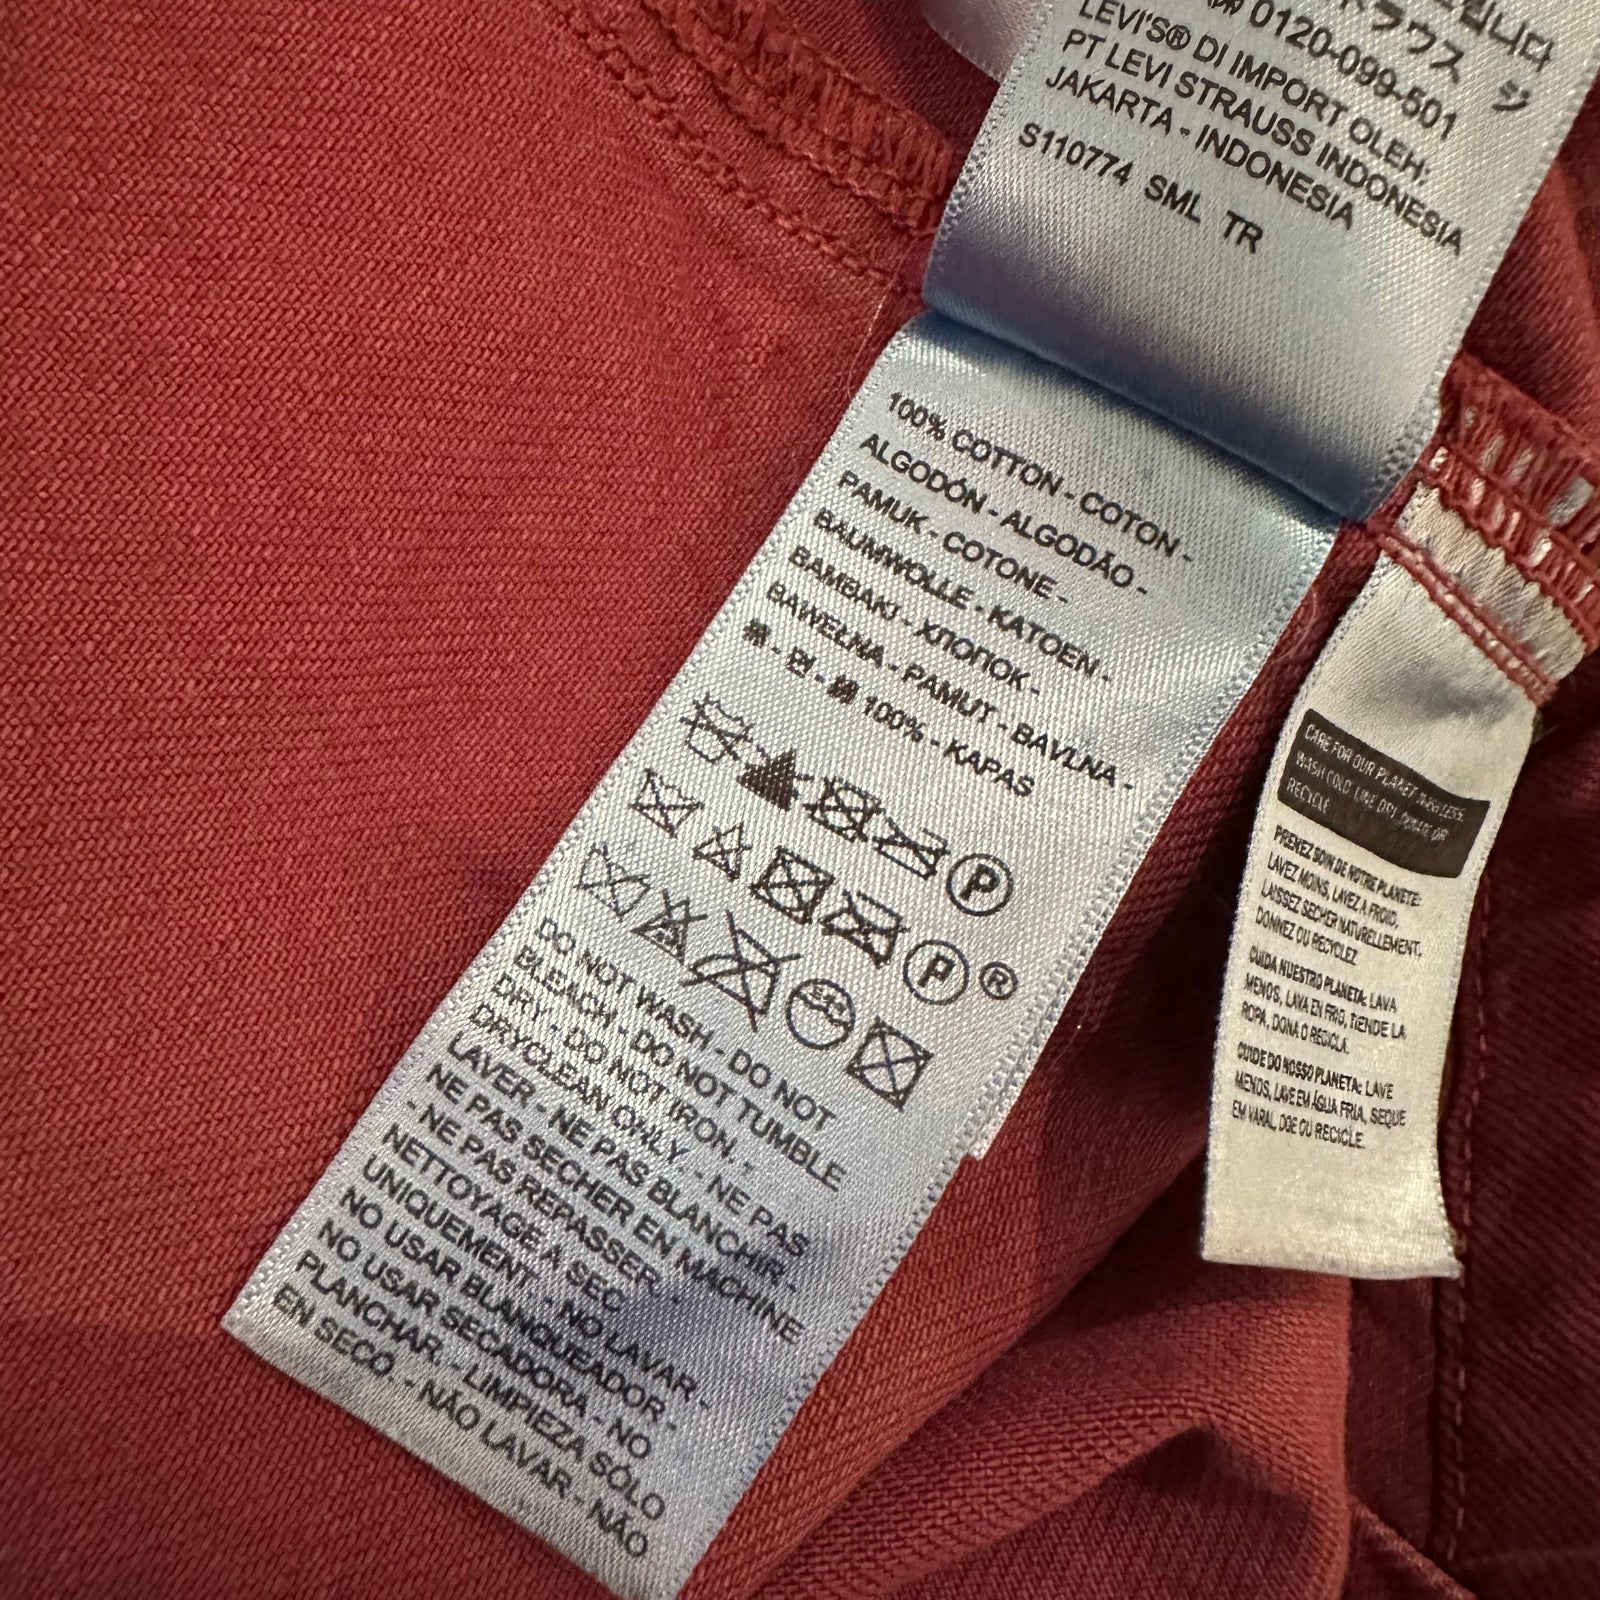 0120-099-501
LEVI'S® DI IMPORT OLEH:
PT LEVI STRAUSS INDONESIA
JAKARTA - INDONESIA
S110774 SML TR
100% COTTON - COTON -
ALGODÓN - ALGODÃO -
PAMUK - COTONE -
BAUMWOLLE - KATOEN -
BAMBAKI - ХЛОПОК -
BAWEŁNA - PAMUT - BAVLNA -
棉 - 면 - 綿 100% - KAPAS
P
P ®
DO NOT WASH - DO NOT
BLEACH - DO NOT TUMBLE
DRY - DO NOT IRON. -
DRYCLEAN ONLY. - NE PAS
LAVER - NE PAS BLANCHIR -
NE PAS SECHER EN MACHINE
- NE PAS REPASSER. -
NETTOYAGE A SEC
UNIQUEMENT - NO LAVAR -
NO USAR BLANQUEADOR -
NO USAR SECADORA - NO
PLANCHAR. - LIMPIEZA SÓLO
EN SECO. - NÃO LAVAR - NÃO
CARE FOR OUR PLANET: WASH LESS,
WASH COLD, LINE DRY, DONATE OR
RECYCLE.
PRENEZ SOIN DE NOTRE PLANETE:
LAVEZ MOINS, LAVEZ A FROID,
LAISSEZ SECHER NATURELLEMENT,
DONNEZ OU RECYCLEZ
CUIDA NUESTRO PLANETA: LAVA
MENOS, LAVA EN FRIO, TIENDE LA
ROPA, DONA O RECICLA.
CUIDE DO NOSSO PLANETA: LAVE
MENOS, LAVE EM ÁGUA FRIA, SEQUE
EM VARAL, DOE OU RECICLE.